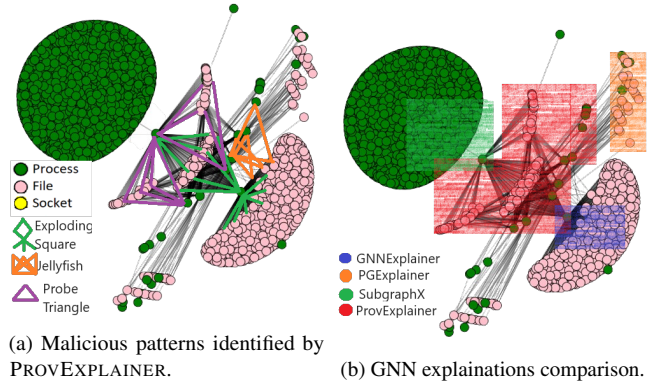 Process
File
Socket
Exploding
Square
Jellyfish
Probe
Triangle
(a) Malicious patterns identified by
PROVEXPLAINER.
GNNExplainer
PGExplainer
SubgraphX
ProvExplainer
(b) GNN explainations comparison.